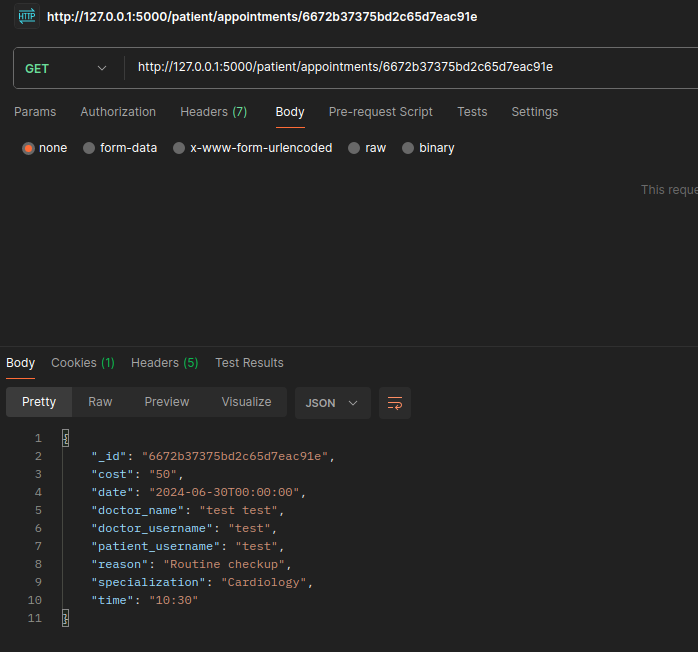 HTTP http://127.0.0.1:5000/patient/appointments/6672b37375bd2c65d7eac91e
GET http://127.0.0.1:5000/patient/appointments/6672b37375bd2c65d7eac91e
Params Authorization Headers (7) Body Pre-request Script Tests Settings
none form-data x-www-form-urlencoded raw binary
This reque
Body Cookies (1) Headers (5) Test Results
Pretty Raw Preview Visualize JSON
1 {
2 "_id": "6672b37375bd2c65d7eac91e",
3 "cost": "50",
4 "date": "2024-06-30T00:00:00",
5 "doctor_name": "test test",
6 "doctor_username": "test",
7 "patient_username": "test",
8 "reason": "Routine checkup",
9 "specialization": "Cardiology",
10 "time": "10:30"
11 }